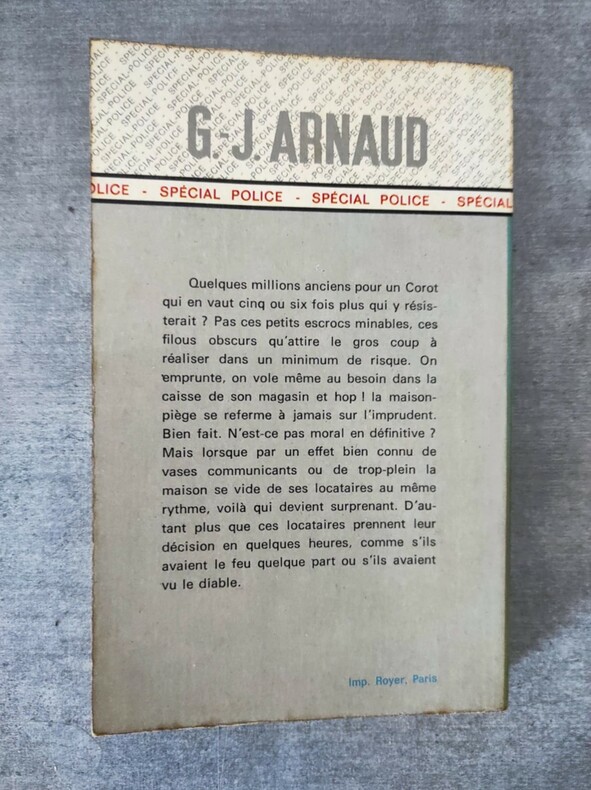 G.-J. ARNAUD
OLICE - SPÉCIAL POLICE - SPÉCIAL POLICE - SPÉCIAL
Quelques millions anciens pour un Corot
qui en vaut cinq ou six fois plus qui y résis-
terait ? Pas ces petits escrocs minables, ces
filous obscurs qu'attire le gros coup à
réaliser dans un minimum de risque. On
emprunte, on vole même au besoin dans la
caisse de son magasin et hop ! la maison-
piège se referme à jamais sur l'imprudent.
Bien fait. N'est-ce pas moral en définitive ?
Mais lorsque par un effet bien connu de
vases communicants ou de trop-plein la
maison se vide de ses locataires au même
rythme, voilà qui devient surprenant. D'au-
tant plus que ces locataires prennent leur
décision en quelques heures, comme s'ils
avaient le feu quelque part ou s'ils avaient
vu le diable.
Imp. Royer, Paris